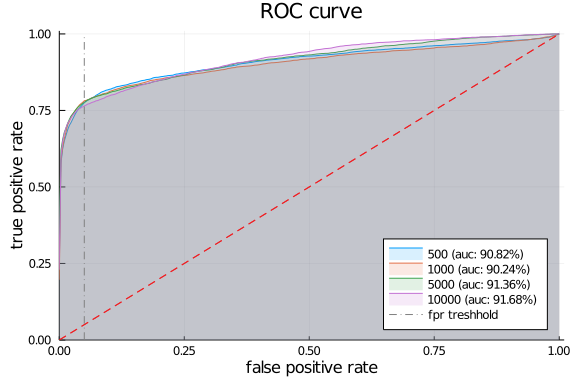 ROC curve
true positive rate
1.00
0.75
0.50
0.25
0.00
500 (auc: 90.82%)
1000 (auc: 90.24%)
5000 (auc: 91.36%)
10000 (auc: 91.68%)
fpr treshhold
0.00 0.25 0.50 0.75 1.00
false positive rate